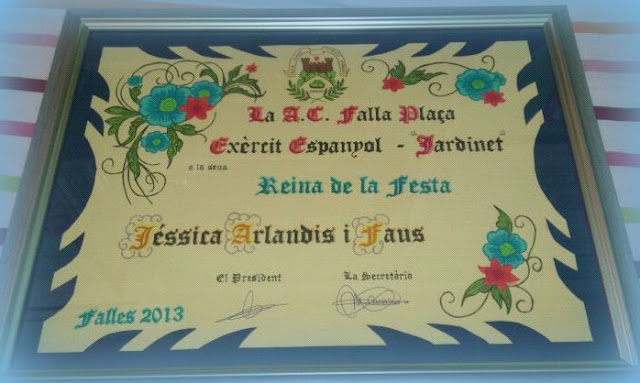 La A.C. Falla Plaça
Exèrcit Espanyol - "Jardinet"
a la seua
Reina de la Festa
Jéssica Arlandis i Faus
El President
La Secretària
Falles 2013